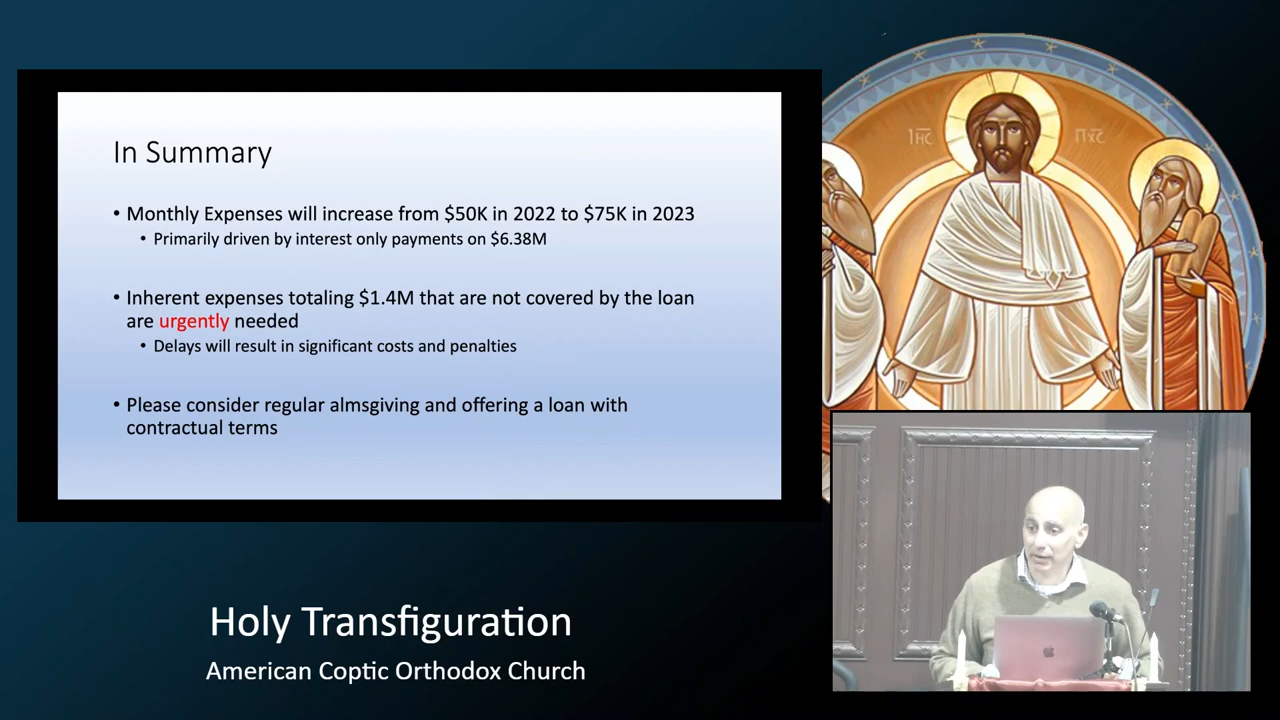 In Summary
• Monthly Expenses will increase from $50K in 2022 to $75K in 2023
• Primarily driven by interest only payments on $6.38M
• Inherent expenses totaling $1.4M that are not covered by the loan
are urgently needed
• Delays will result in significant costs and penalties
• Please consider regular almsgiving and offering a loan with
contractual terms
Holy Transfiguration
American Coptic Orthodox Church